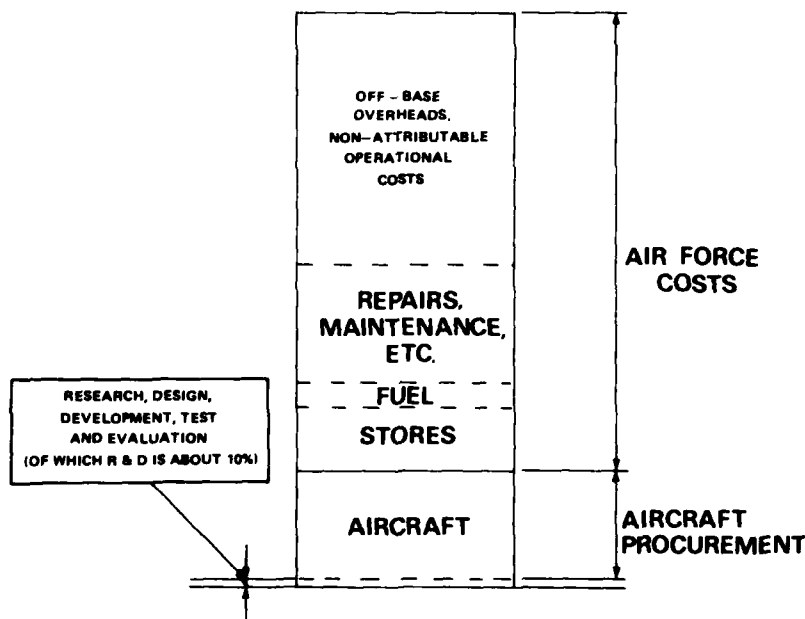 OFF - BASE
OVERHEADS,
NON-ATTRIBUTABLE
OPERATIONAL
COSTS
AIR FORCE
COSTS
REPAIRS,
MAINTENANCE,
ETC.
FUEL
STORES
RESEARCH, DESIGN,
DEVELOPMENT, TEST
AND EVALUATION
(OF WHICH R & D IS ABOUT 10%)
AIRCRAFT
AIRCRAFT
PROCUREMENT